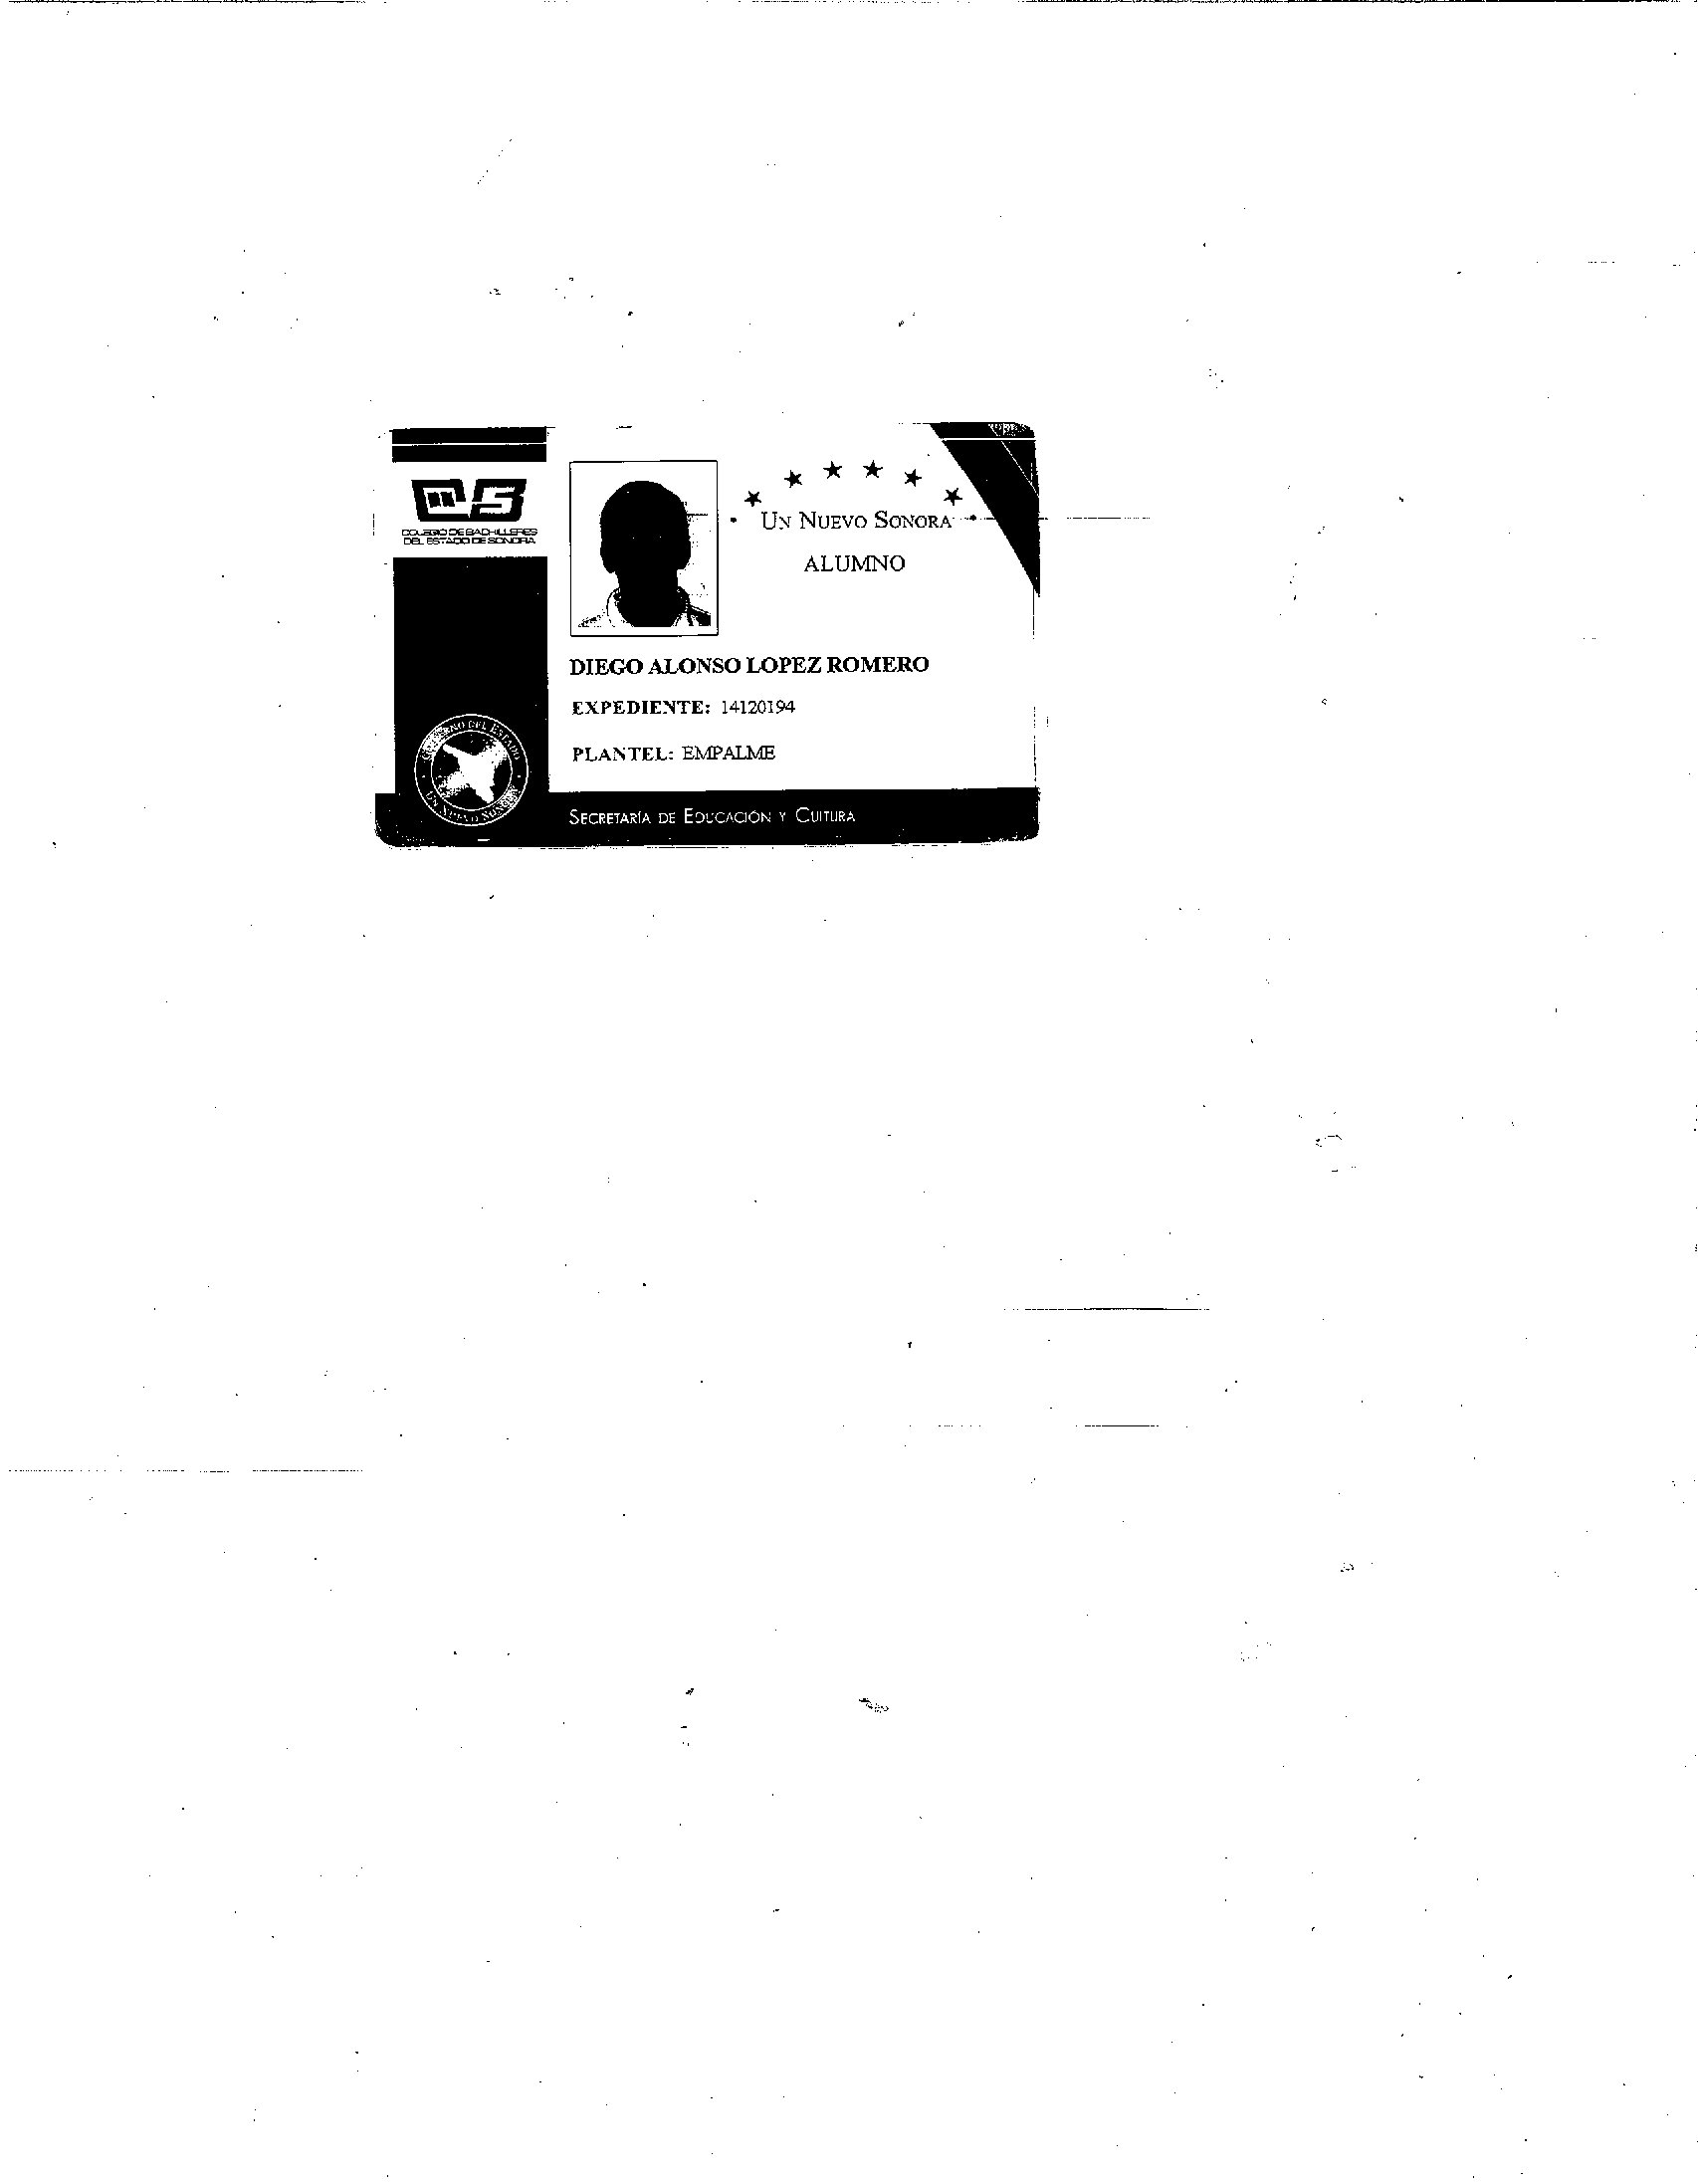 COLEGIO DE BACHILLERES
DEL ESTADO DE SONORA
UN NUEVO SONORA
ALUMNO
DIEGO ALONSO LOPEZ ROMERO
EXPEDIENTE: 14120194
PLANTEL: EMPALME
GOBIERNO DEL ESTADO
UN NUEVO SONORA
SECRETARÍA DE EDUCACIÓN Y CULTURA